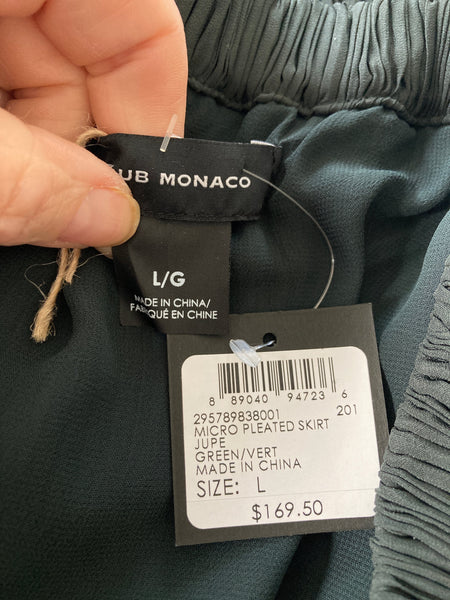 UB MONACO
L/G
MADE IN CHINA/
FABRIQUÉ EN CHINE
8 89040 94723 6
295789838001 201
MICRO PLEATED SKIRT
JUPE
GREEN/VERT
MADE IN CHINA
SIZE: L
$169.50